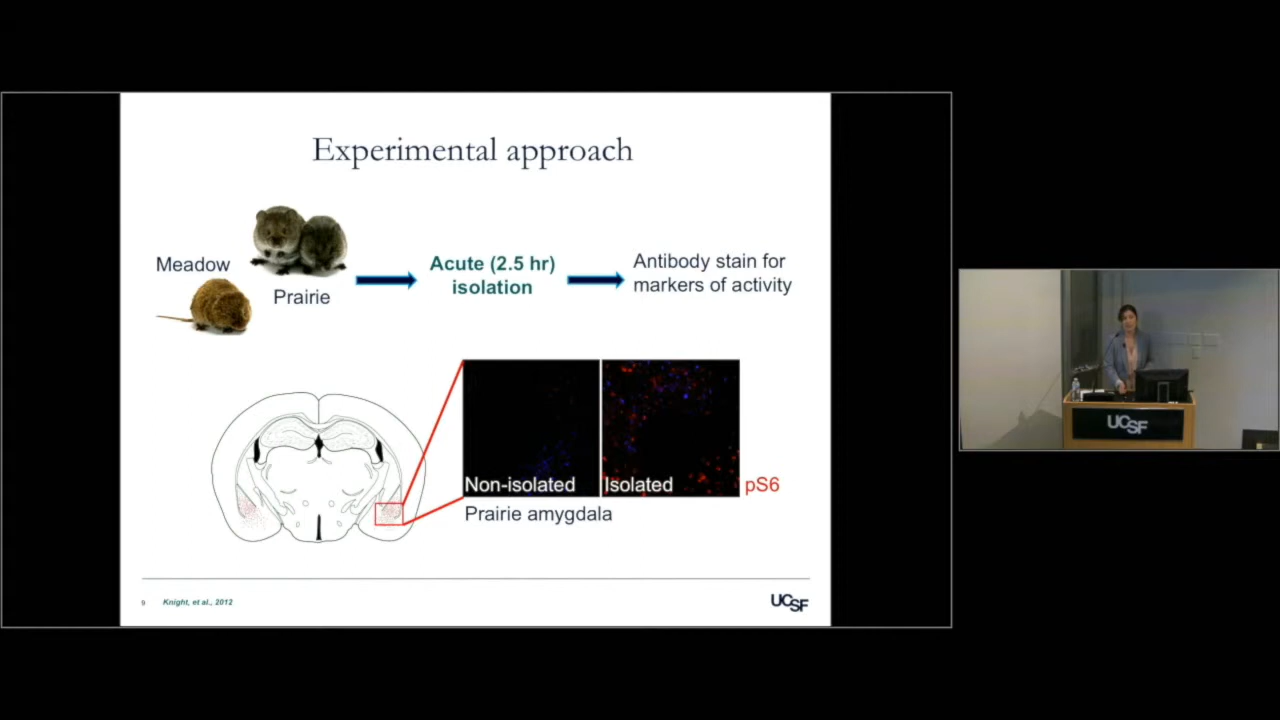 Experimental approach
Meadow
Prairie
Acute (2.5 hr)
isolation
Antibody stain for
markers of activity
Non-isolated
Isolated
pS6
Prairie amygdala
9
Knight, et al., 2012
UCSF
UCSF